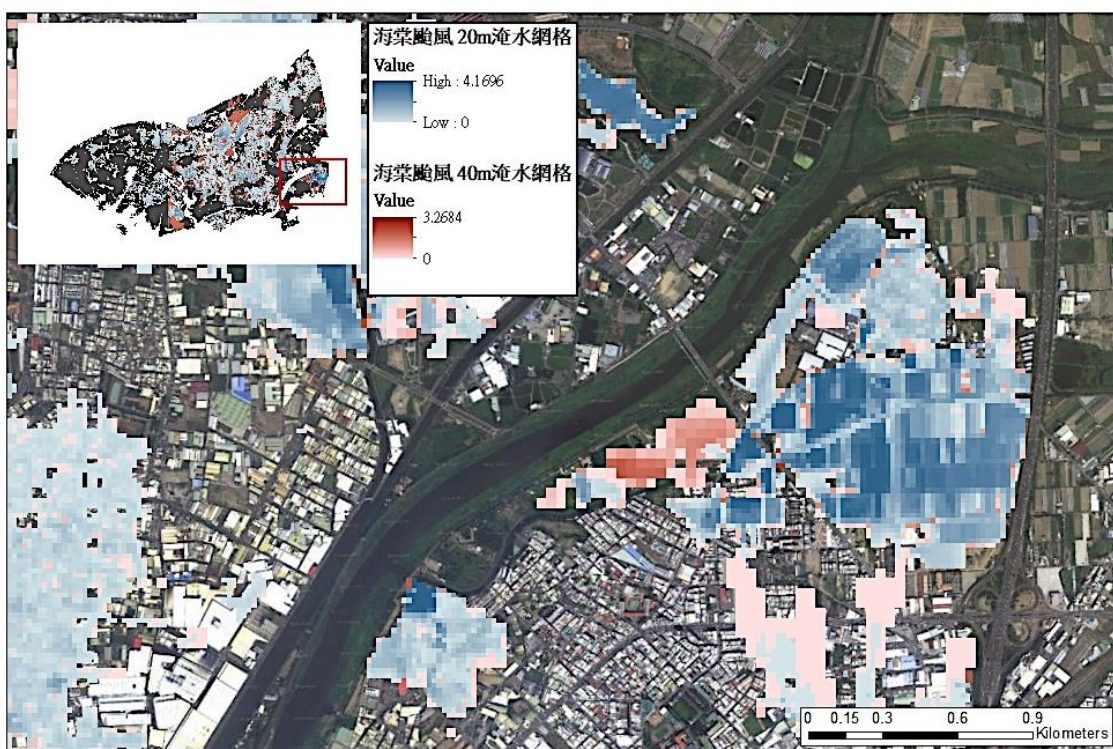 海棠颱風 20m淹水網格
Value
High : 4.1696
Low : 0
海棠颱風 40m淹水網格
Value
3.2684
0
0 0.15 0.3 0.6 0.9
Kilometers